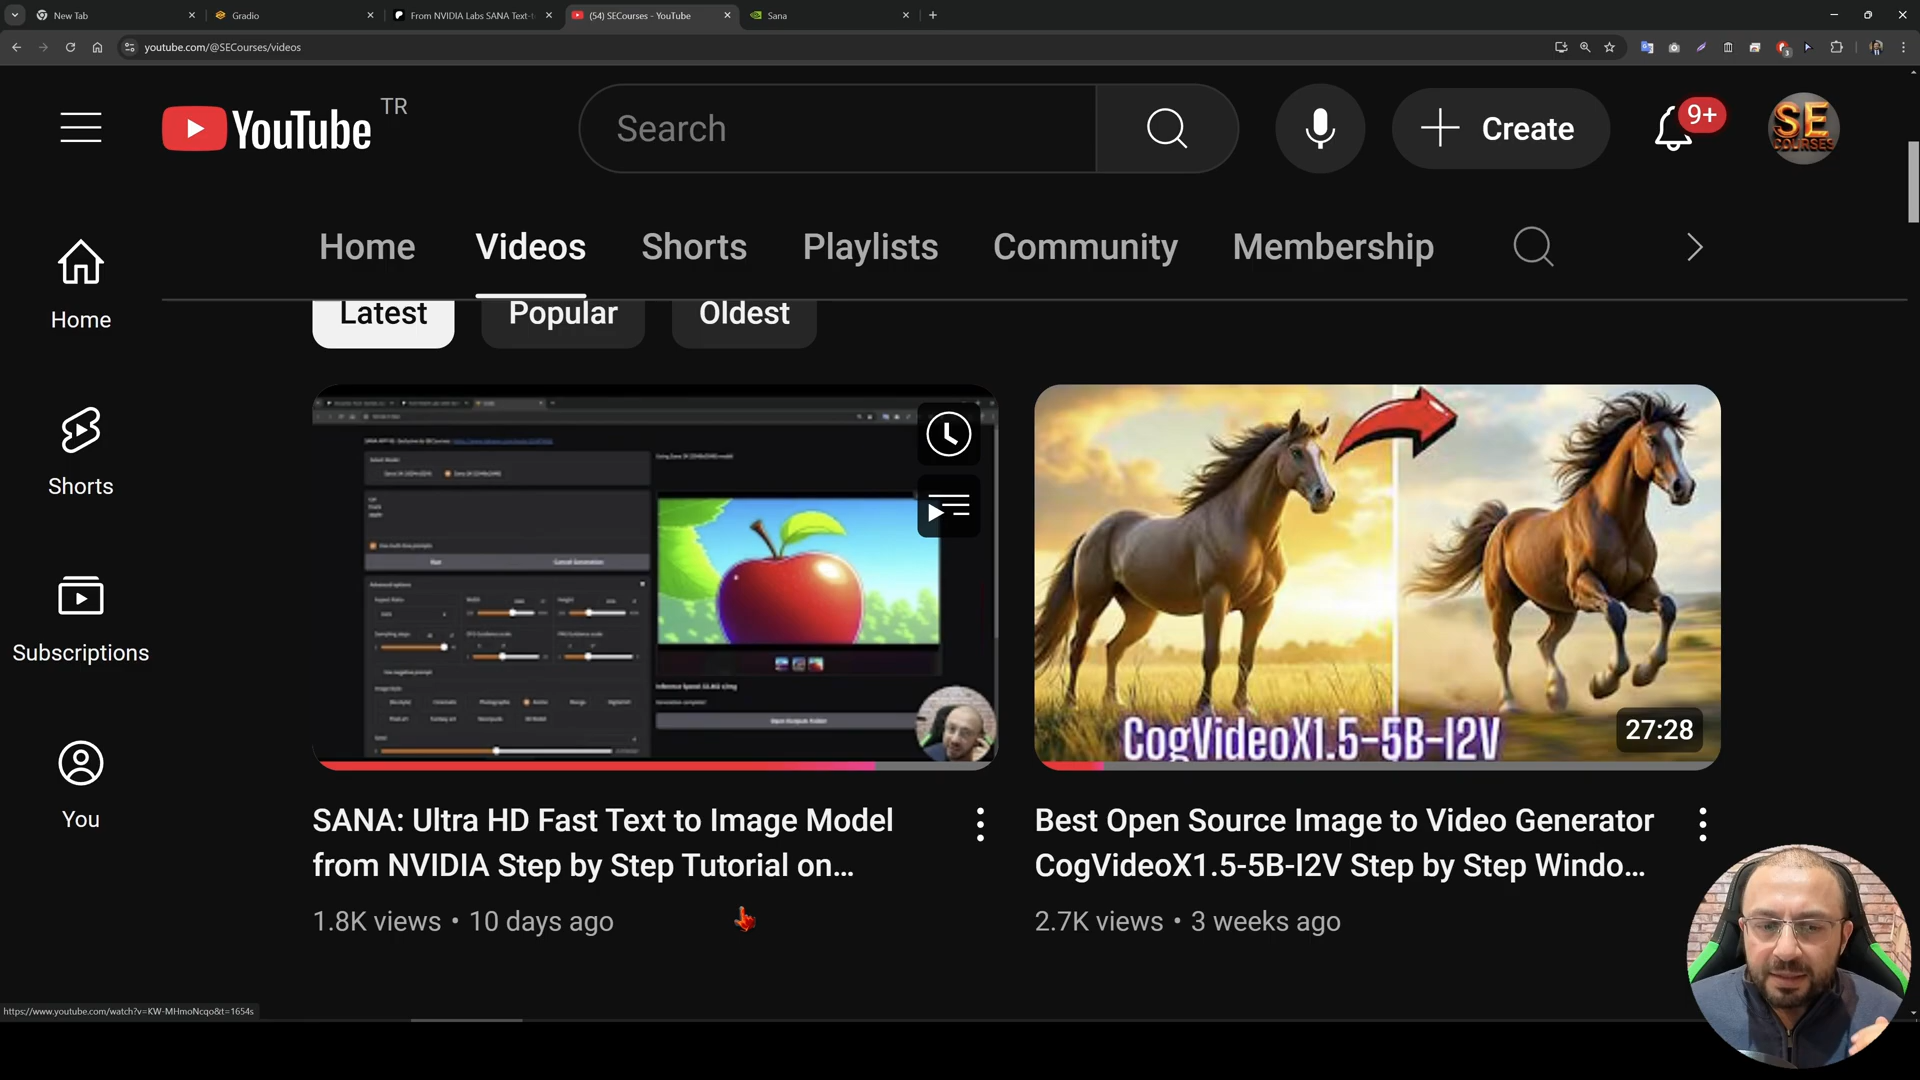 New Tab
Gradio
From NVIDIA Labs SANA Text-t
(54) SECourses - YouTube
Sana
youtube.com/@SECourses/videos
YouTube TR
Search
Create
9+
SE
COURSES
Home
Videos
Shorts
Playlists
Community
Membership
Home
Shorts
Subscriptions
You
Latest
Popular
Oldest
CogVideoX1.5-5B-I2V
27:28
SANA: Ultra HD Fast Text to Image Model
from NVIDIA Step by Step Tutorial on...
1.8K views • 10 days ago
Best Open Source Image to Video Generator
CogVideoX1.5-5B-I2V Step by Step Windo...
2.7K views • 3 weeks ago
https://www.youtube.com/watch?v=KW-MHmoNcqo&t=1654s